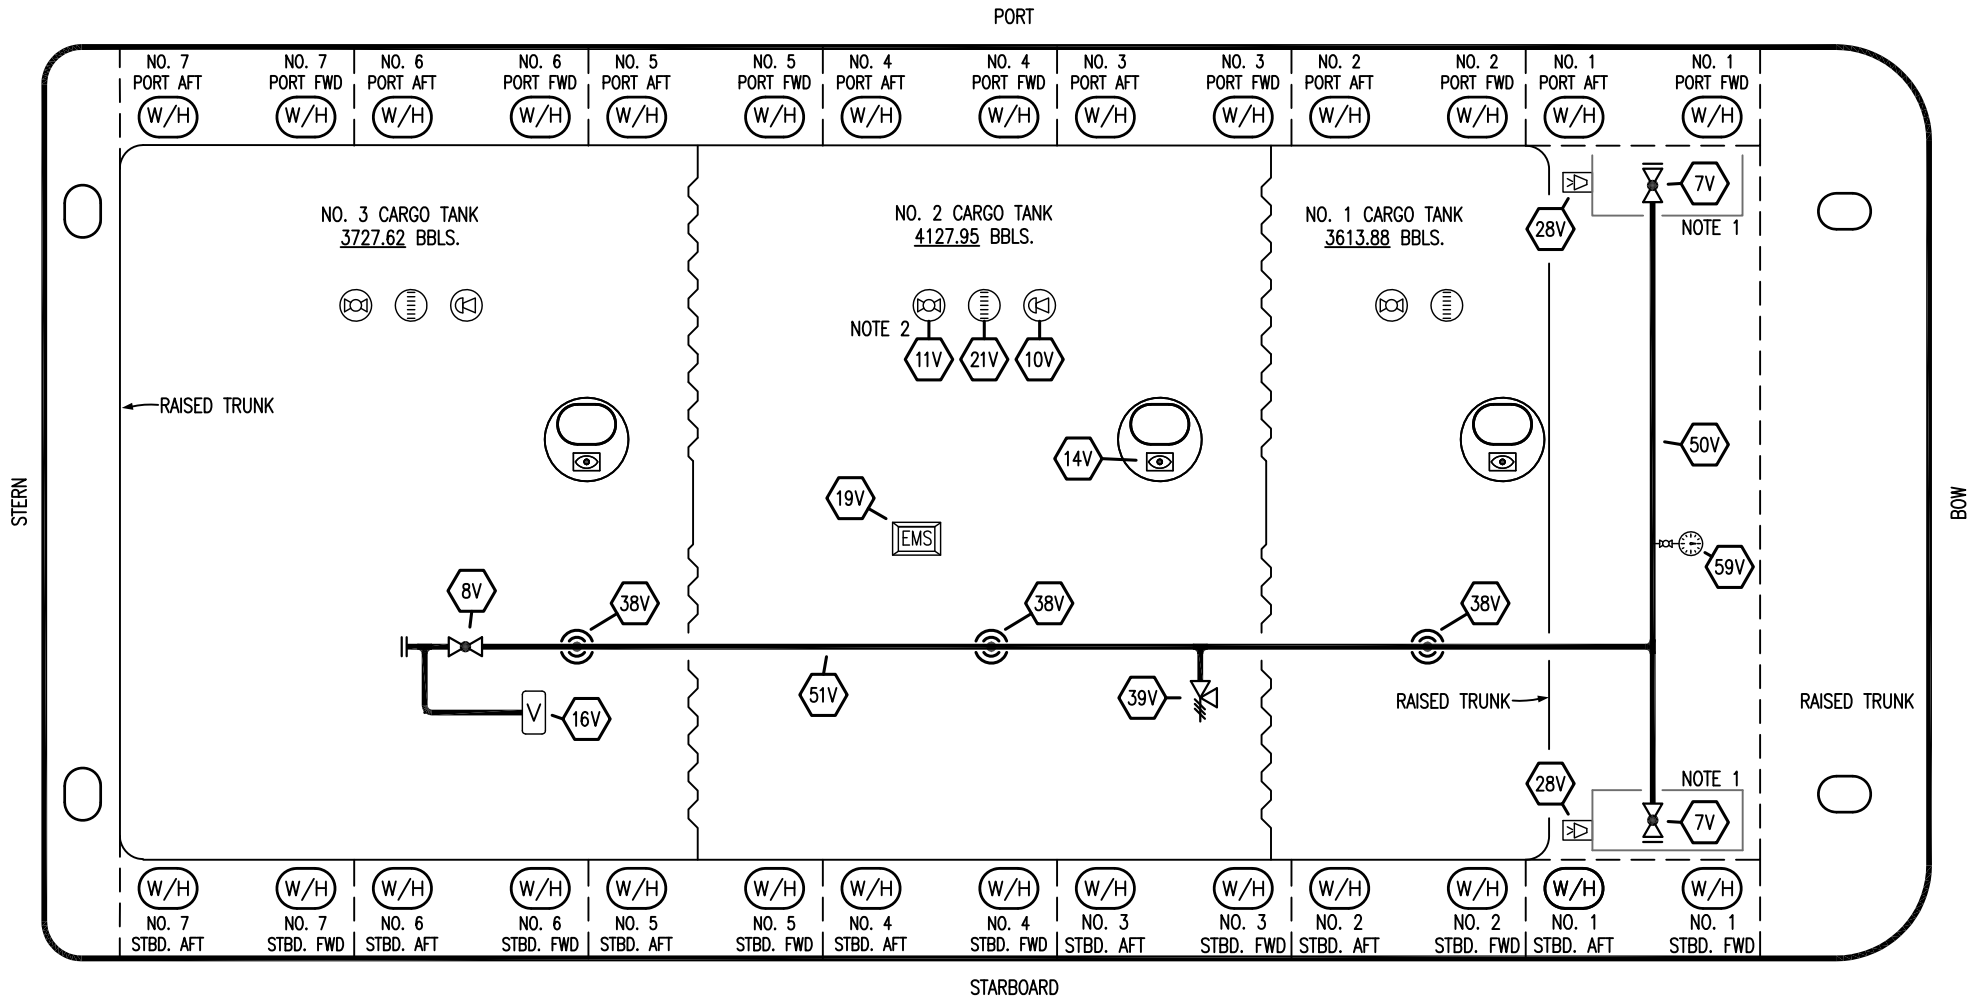 PORT
NO. 7
PORT AFT
W/H
NO. 7
PORT FWD
W/H
NO. 6
PORT AFT
W/H
NO. 6
PORT FWD
W/H
NO. 5
PORT AFT
W/H
NO. 5
PORT FWD
W/H
NO. 4
PORT AFT
W/H
NO. 4
PORT FWD
W/H
NO. 3
PORT AFT
W/H
NO. 3
PORT FWD
W/H
NO. 2
PORT AFT
W/H
NO. 2
PORT FWD
W/H
NO. 1
PORT AFT
W/H
NO. 1
PORT FWD
W/H
NO. 3 CARGO TANK
3727.62 BBLS.
NO. 2 CARGO TANK
4127.95 BBLS.
NO. 1 CARGO TANK
3613.88 BBLS.
28V
7V
NOTE 1
NOTE 2
11V
21V
10V
RAISED TRUNK
14V
50V
19V
EMS
STERN
BOW
59V
8V
38V
38V
38V
51V
39V
16V
V
RAISED TRUNK
RAISED TRUNK
28V
NOTE 1
7V
W/H
NO. 7
STBD. AFT
W/H
NO. 7
STBD. FWD
W/H
NO. 6
STBD. AFT
W/H
NO. 6
STBD. FWD
W/H
NO. 5
STBD. AFT
W/H
NO. 5
STBD. FWD
W/H
NO. 4
STBD. AFT
W/H
NO. 4
STBD. FWD
W/H
NO. 3
STBD. AFT
W/H
NO. 3
STBD. FWD
W/H
NO. 2
STBD. AFT
W/H
NO. 2
STBD. FWD
W/H
NO. 1
STBD. AFT
W/H
NO. 1
STBD. FWD
STARBOARD